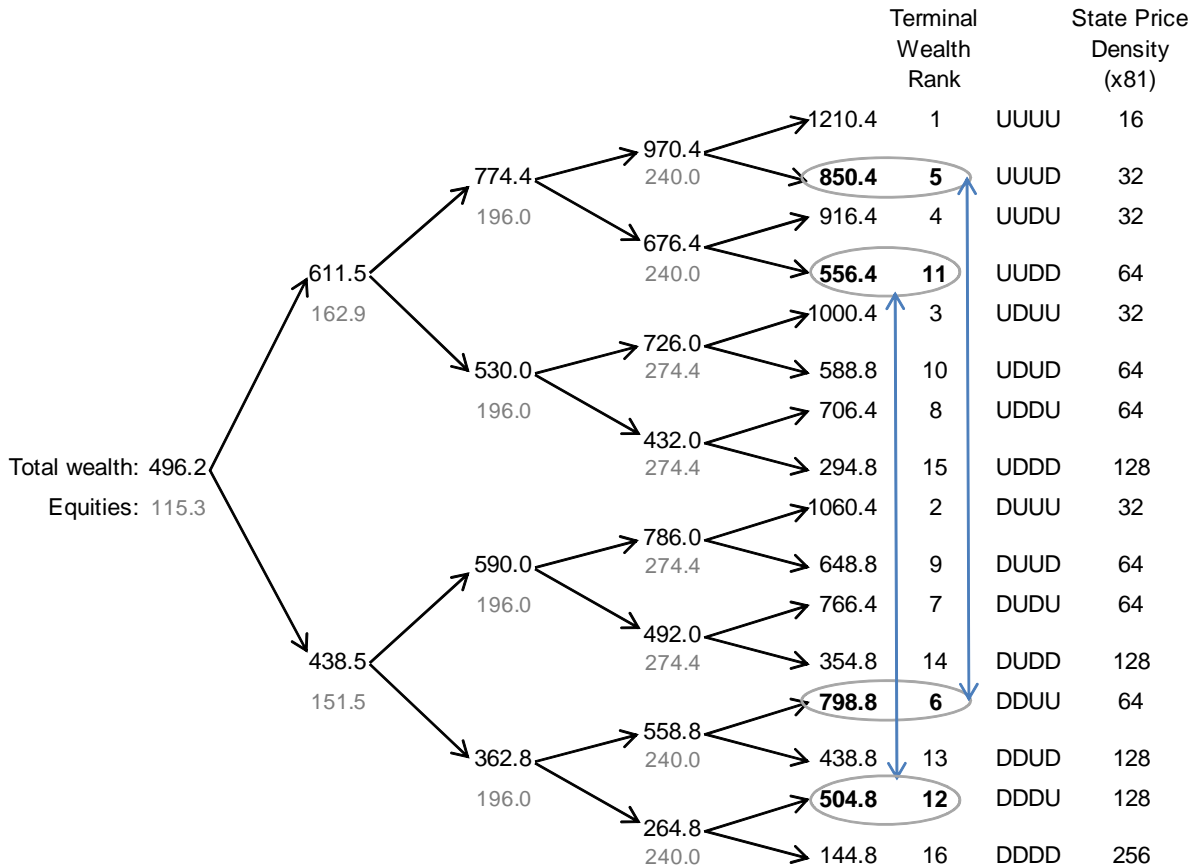 Terminal Wealth Rank
State Price Density (x81)
1210.4 1 UUUU 16
970.4
240.0
850.4 5 UUUD 32
774.4
196.0
916.4 4 UUDU 32
676.4
240.0
556.4 11 UUDD 64
611.5
162.9
1000.4 3 UDUU 32
726.0
274.4
588.8 10 UDUD 64
530.0
196.0
706.4 8 UDDU 64
432.0
274.4
294.8 15 UDDD 128
Total wealth: 496.2
Equities: 115.3
1060.4 2 DUUU 32
786.0
274.4
648.8 9 DUUD 64
590.0
196.0
766.4 7 DUDU 64
492.0
274.4
354.8 14 DUDD 128
438.5
151.5
798.8 6 DDUU 64
558.8
240.0
438.8 13 DDUD 128
362.8
196.0
504.8 12 DDDU 128
264.8
240.0
144.8 16 DDDD 256